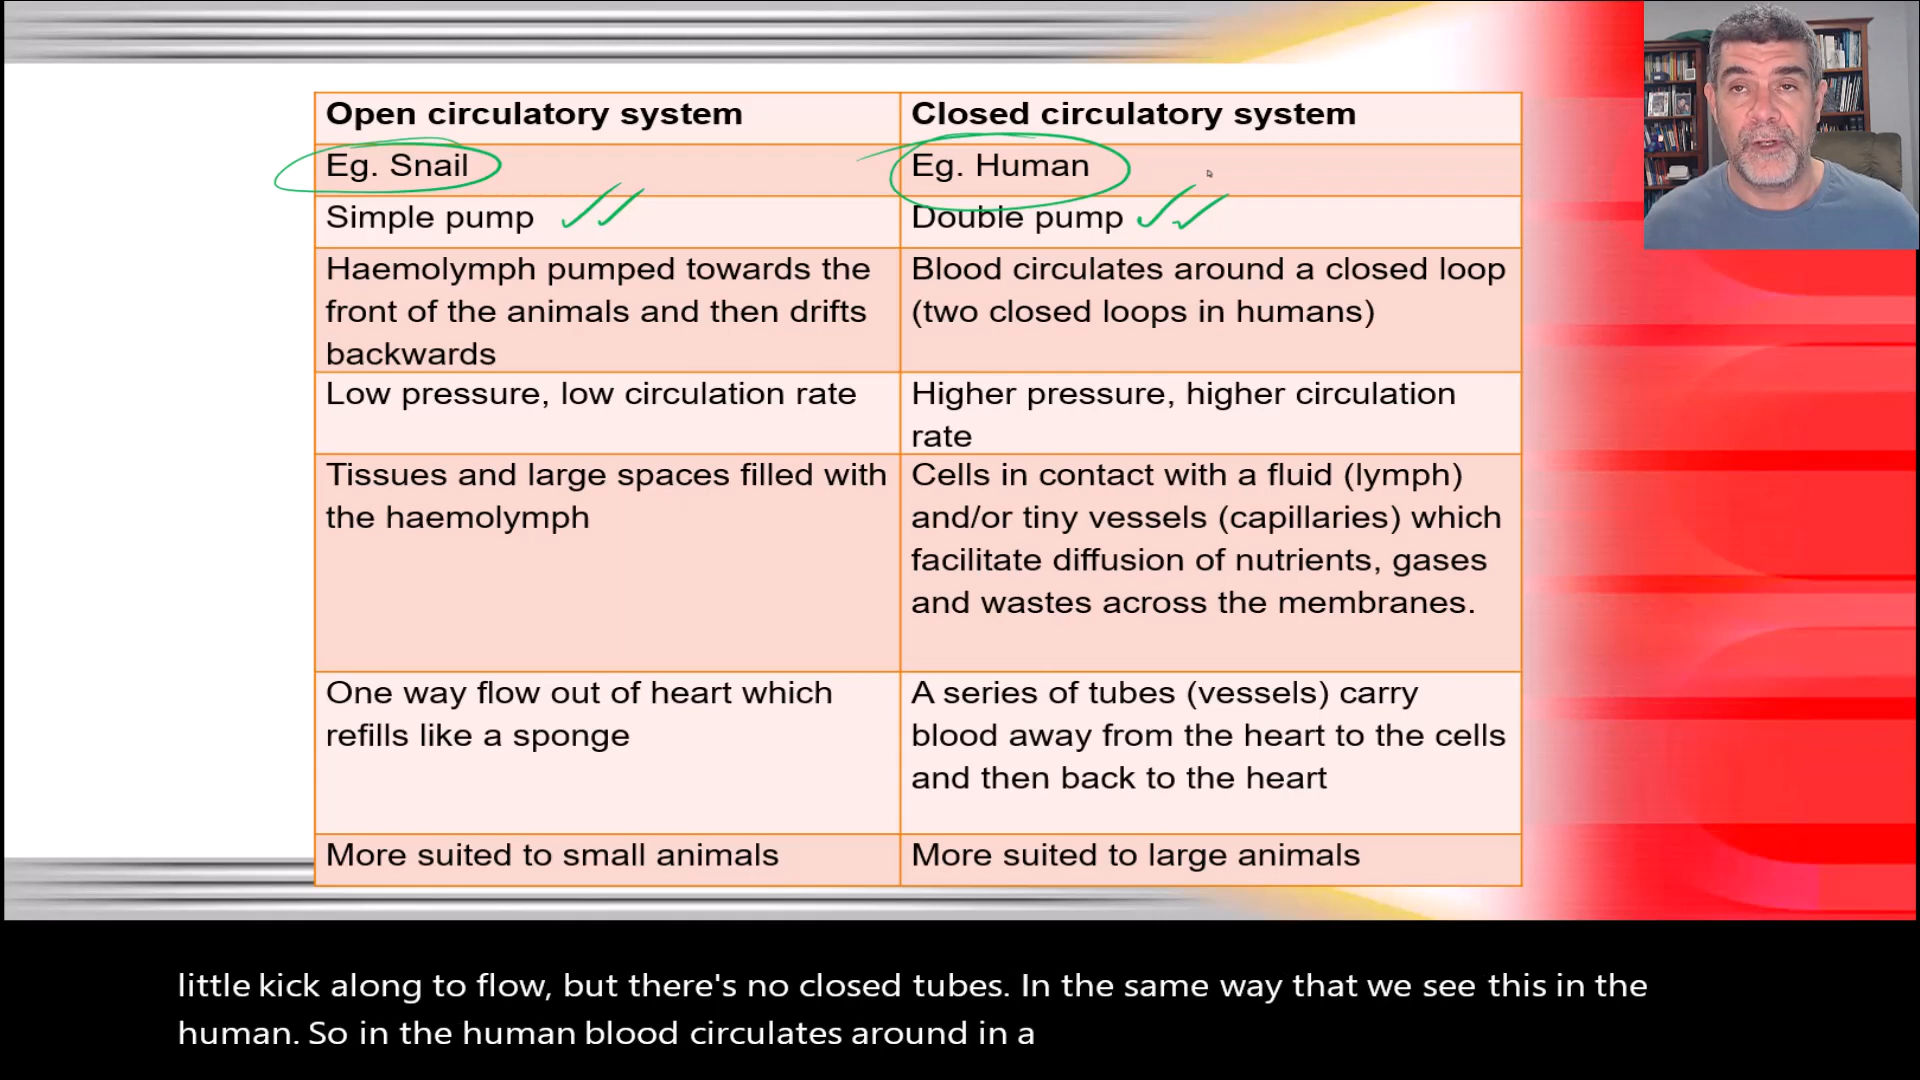 Open circulatory system
Closed circulatory system
Eg. Snail
Eg. Human
Simple pump
Double pump
Haemolymph pumped towards the
front of the animals and then drifts
backwards
Blood circulates around a closed loop
(two closed loops in humans)
Low pressure, low circulation rate
Higher pressure, higher circulation
rate
Tissues and large spaces filled with
the haemolymph
Cells in contact with a fluid (lymph)
and/or tiny vessels (capillaries) which
facilitate diffusion of nutrients, gases
and wastes across the membranes.
One way flow out of heart which
refills like a sponge
A series of tubes (vessels) carry
blood away from the heart to the cells
and then back to the heart
More suited to small animals
More suited to large animals
little kick along to flow, but there's no closed tubes. In the same way that we see this in the
human. So in the human blood circulates around in a